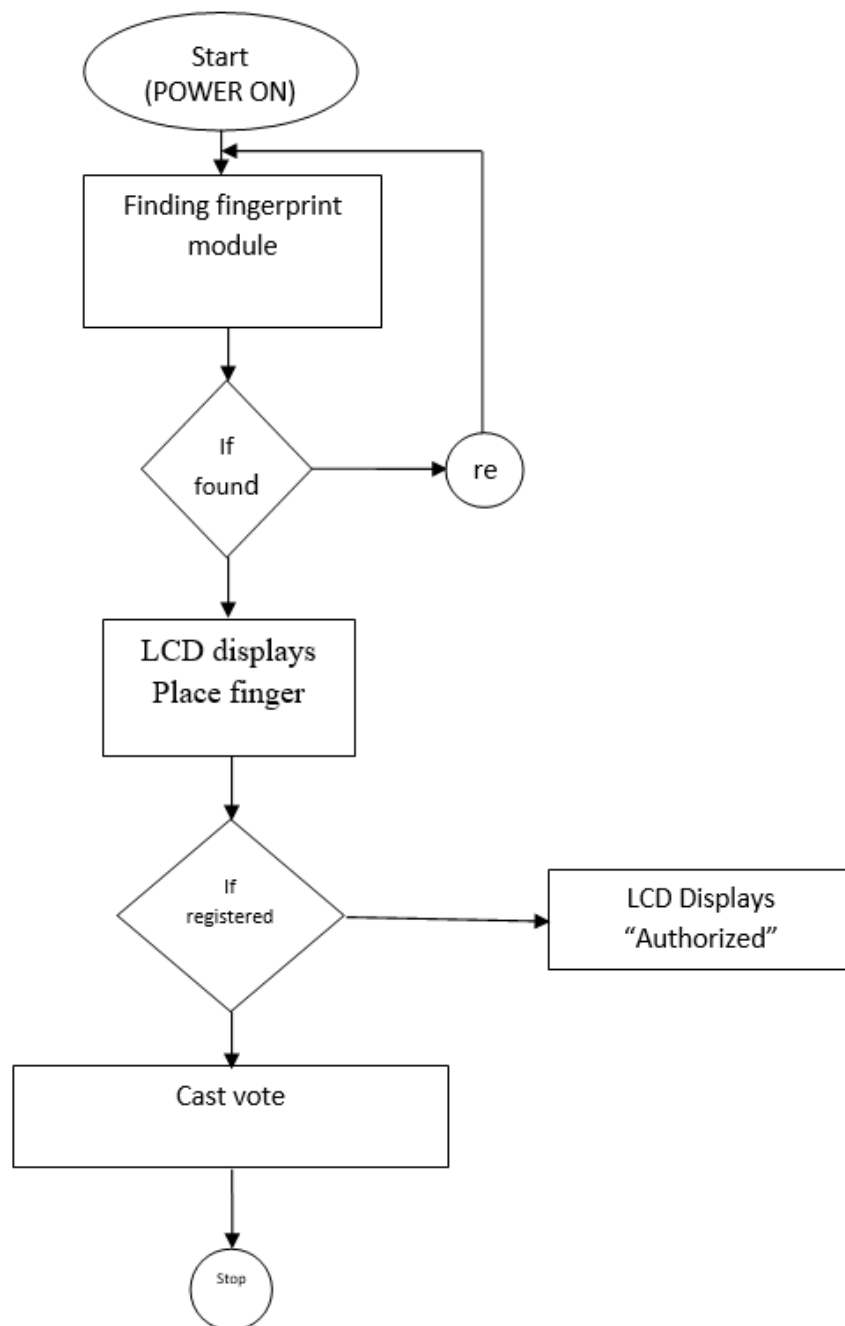 Start
(POWER ON)
Finding fingerprint
module
If
found
re
LCD displays
Place finger
If
registered
LCD Displays
“Authorized”
Cast vote
Stop